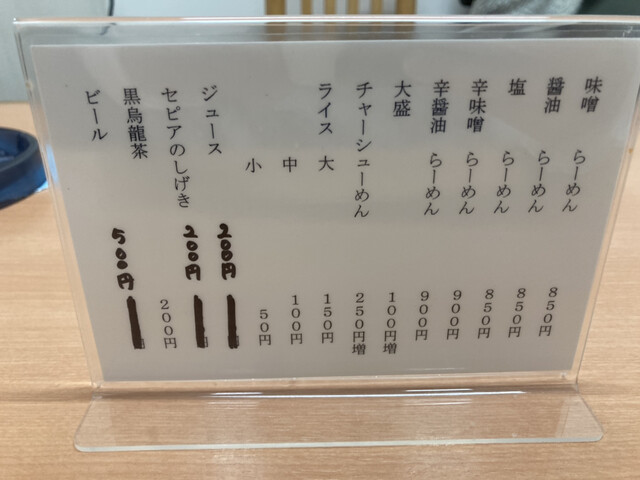 味噌 らーめん 850円
醤油 らーめん 850円
塩 らーめん 850円
辛味噌 らーめん 900円
辛醤油 らーめん 900円
大盛 100円増
チャーシューめん 250円増
ライス 大 150円
中 100円
小 50円
ジュース 200円
セピアのしげき 200円
黒烏龍茶 200円
ビール 500円